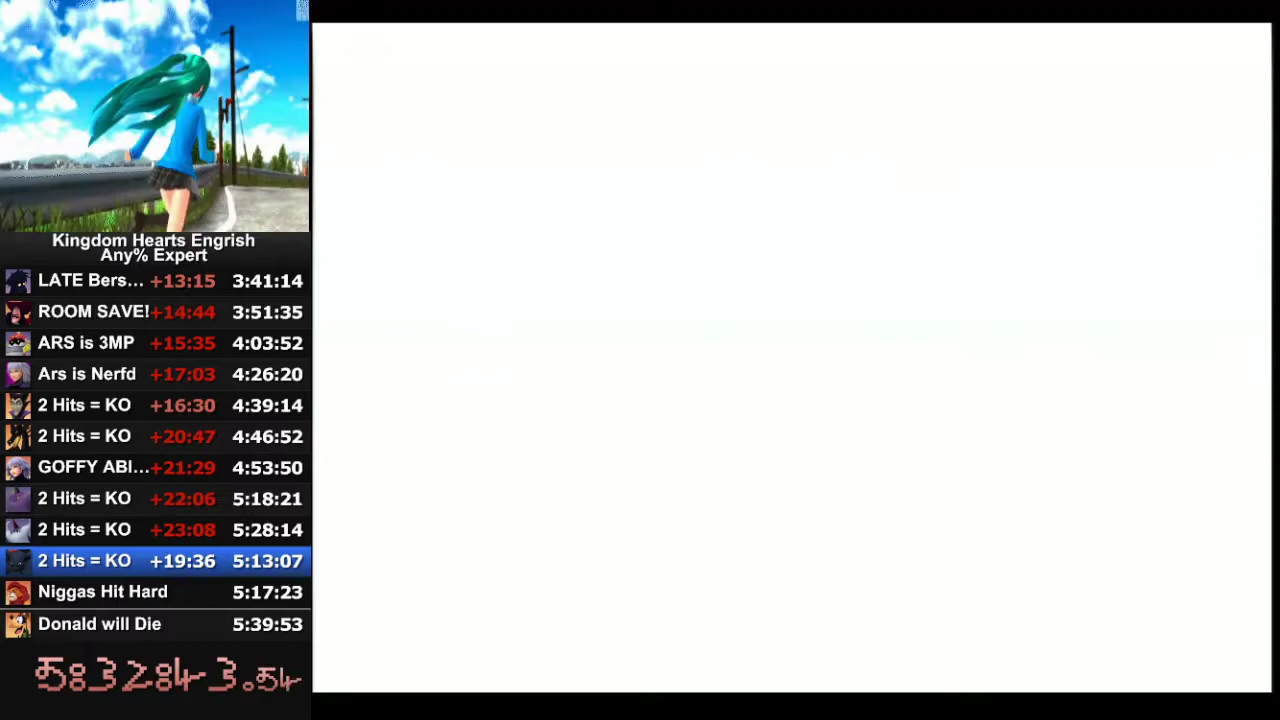 Kingdom Hearts Engrish
Any% Expert
LATE Bers... +13:15 3:41:14
ROOM SAVE! +14:44 3:51:35
ARS is 3MP +15:35 4:03:52
Ars is Nerfd +17:03 4:26:20
2 Hits = KO +16:30 4:39:14
2 Hits = KO +20:47 4:46:52
GOFFY ABI... +21:29 4:53:50
2 Hits = KO +22:06 5:18:21
2 Hits = KO +23:08 5:28:14
2 Hits = KO +19:36 5:13:07
Niggas Hit Hard 5:17:23
Donald will Die 5:39:53